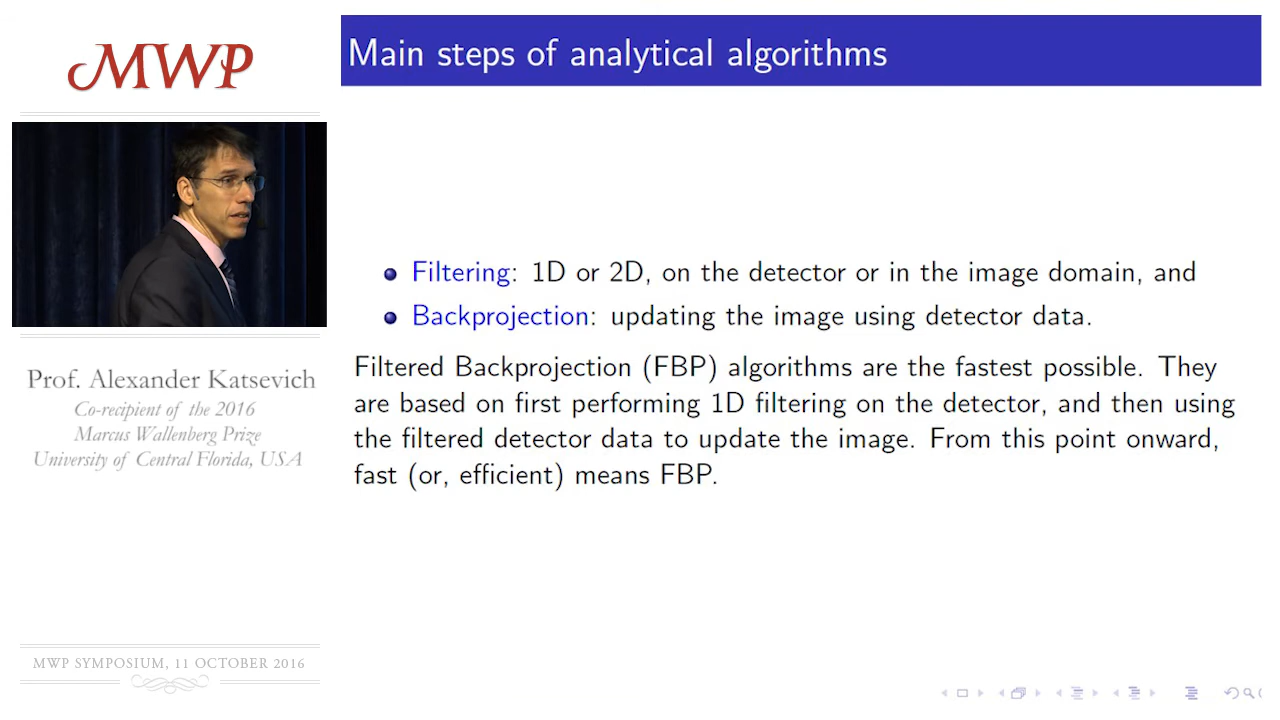 MWP
Prof. Alexander Katsevich
Co-recipient of the 2016
Marcus Wallenberg Prize
University of Central Florida, USA
MWP SYMPOSIUM, 11 OCTOBER 2016
Main steps of analytical algorithms
Filtering: 1D or 2D, on the detector or in the image domain, and
Backprojection: updating the image using detector data.
Filtered Backprojection (FBP) algorithms are the fastest possible. They
are based on first performing 1D filtering on the detector, and then using
the filtered detector data to update the image. From this point onward,
fast (or, efficient) means FBP.